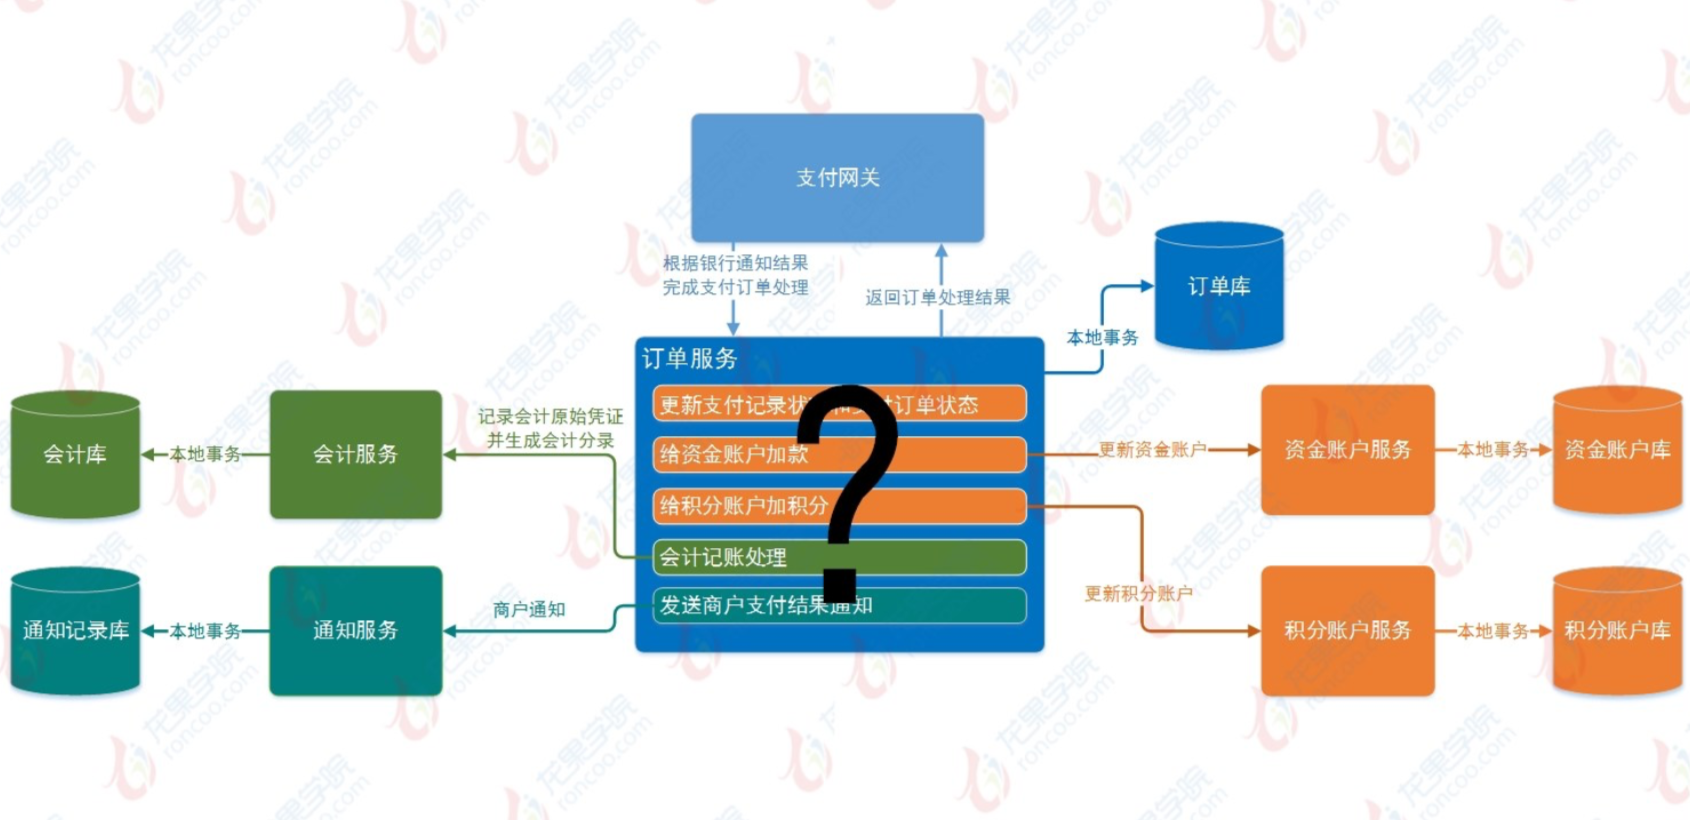 支付网关
根据银行通知结果
完成支付订单处理
返回订单处理结果
订单库
本地事务
订单服务
更新支付记录状 付订单状态
给资金账户加款
给积分账户加积分
会计记账处理
发送商户支付结果通知
?
记录会计原始凭证
并生成会计分录
会计服务
本地事务
会计库
商户通知
通知服务
本地事务
通知记录库
更新资金账户
资金账户服务
本地事务
资金账户库
更新积分账户
积分账户服务
本地事务
积分账户库
龙果学院
roncoo.com